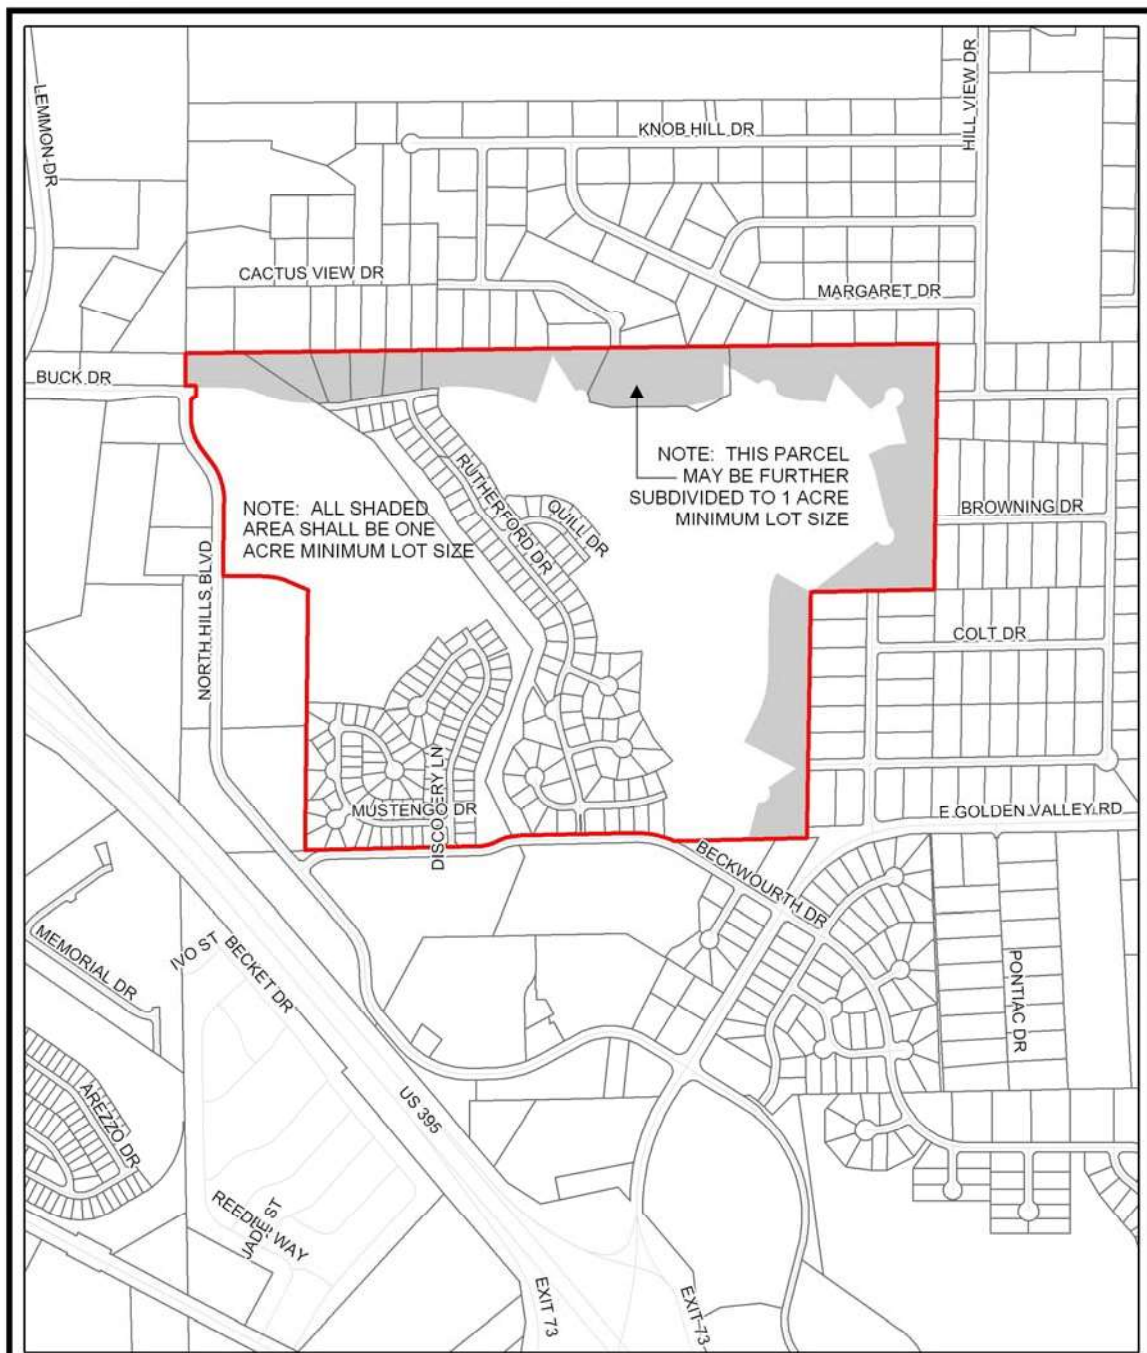 LEMMON DR
KNOB HILL DR
HILL VIEW DR
CACTUS VIEW DR
MARGARET DR
BUCK DR
NOTE: THIS PARCEL
MAY BE FURTHER
SUBDIVIDED TO 1 ACRE
MINIMUM LOT SIZE
NOTE: ALL SHADED
AREA SHALL BE ONE
ACRE MINIMUM LOT SIZE
RUTHERFORD DR
QUILL DR
BROWNING DR
NORTH HILLS BLVD
COLT DR
MUSTENGO DR
DISCOVERY LN
E GOLDEN VALLEY RD
BECKWOURTH DR
MEMORIAL DR
IVO ST
BECKET DR
PONTIAC DR
US 395
AREZZO DR
REEDIE WAY
JADE ST
EXIT 73
EXIT 73